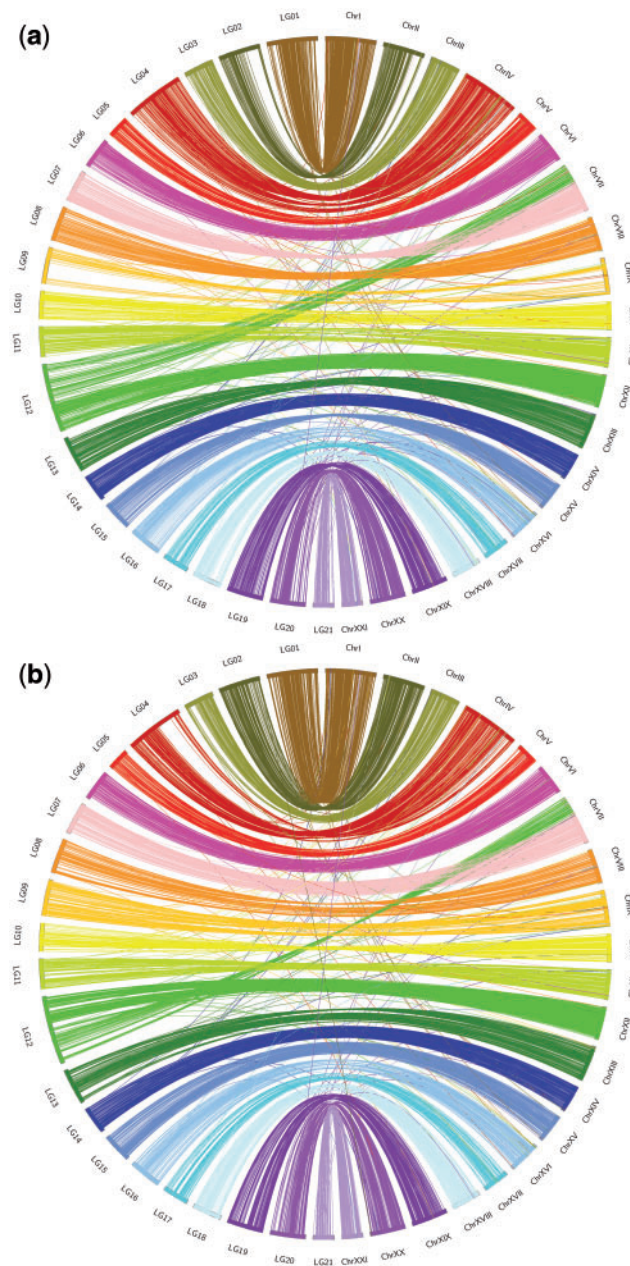 (a)
LG01
ChrI
LG02
ChrII
LG03
ChrIII
LG04
ChrIV
LG05
ChrV
LG06
ChrVI
LG07
ChrVII
LG08
ChrVIII
LG09
LG10
LG11
LG12
ChrXII
LG13
ChrXIII
LG14
ChrXIV
LG15
ChrXV
LG16
ChrXVI
LG17
ChrXVII
LG18
ChrXVIII
LG19
ChrXIX
LG20
ChrXX
LG21
ChrXXI
(b)
LG01
ChrI
LG02
ChrII
LG03
ChrIII
LG04
ChrIV
LG05
ChrV
LG06
ChrVI
LG07
ChrVII
LG08
ChrVIII
LG09
LG10
LG11
LG12
ChrXII
LG13
ChrXIII
LG14
ChrXIV
LG15
ChrXV
LG16
ChrXVI
LG17
ChrXVII
LG18
ChrXVIII
LG19
ChrXIX
LG20
ChrXX
LG21
ChrXXI